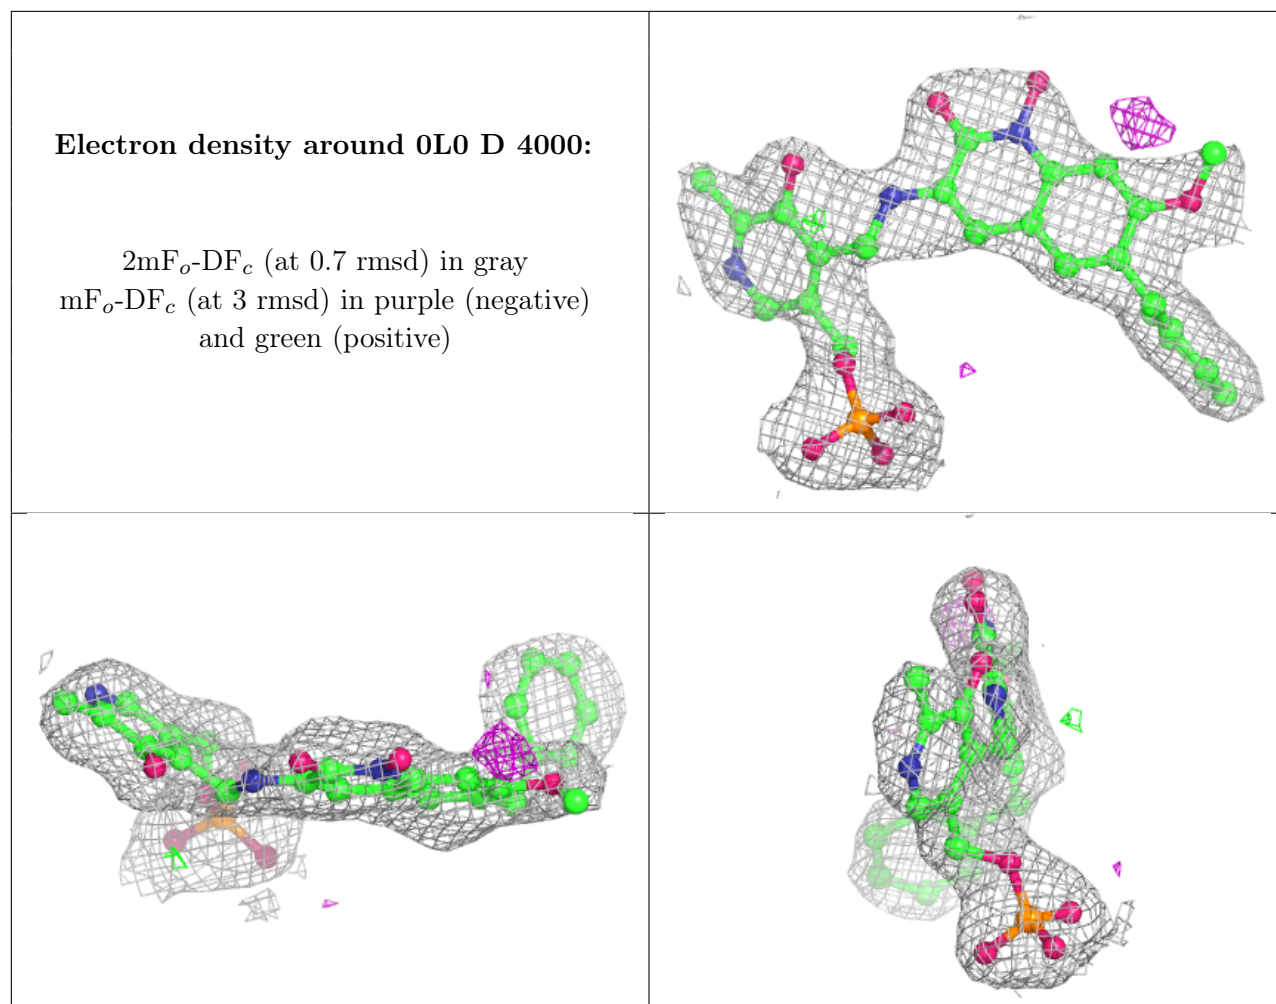 Electron density around 0L0 D 4000:
2mFo-DFc (at 0.7 rmsd) in gray
mFo-DFc (at 3 rmsd) in purple (negative)
and green (positive)